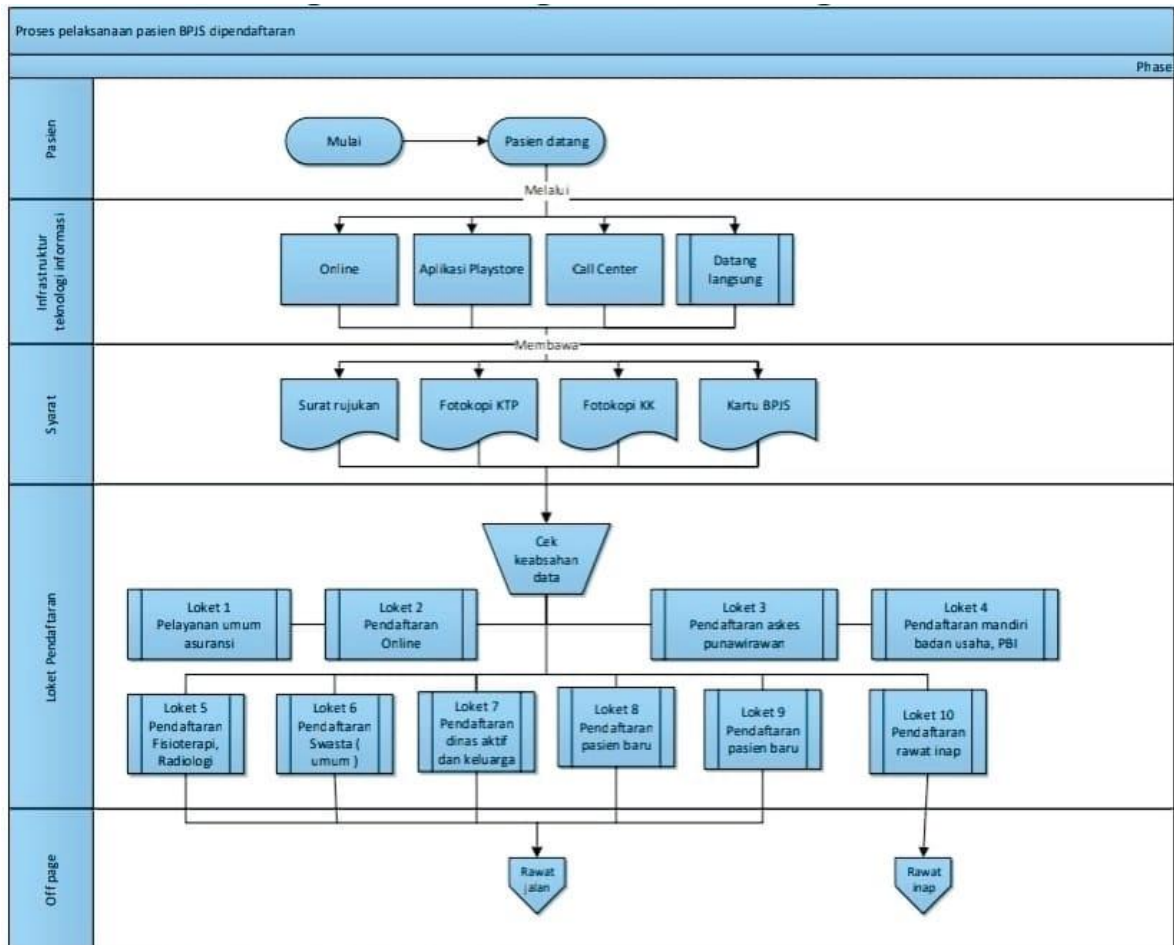 Proses pelaksanaan pasien BPJS dipendaftaran
Phase
Pasien
Mulai
Pasien datang
Melalui
Infrastruktur
teknologi informasi
Online
Aplikasi Playstore
Call Center
Datang
langsung
Membawa
Syarat
Surat rujukan
Fotokopi KTP
Fotokopi KK
Kartu BPJS
Loket Pendaftaran
Cek
keabsahan
data
Loket 1
Pelayanan umum
asuransi
Loket 2
Pendaftaran
Online
Loket 3
Pendaftaran askes
punawirawan
Loket 4
Pendaftaran mandiri
badan usaha, PBI
Loket 5
Pendaftaran
Fisioterapi,
Radiologi
Loket 6
Pendaftaran
Swasta (
umum )
Loket 7
Pendaftaran
dinas aktif
dan keluarga
Loket 8
Pendaftaran
pasien baru
Loket 9
Pendaftaran
pasien baru
Loket 10
Pendaftaran
rawat inap
Off page
Rawat
jalan
Rawat
inap